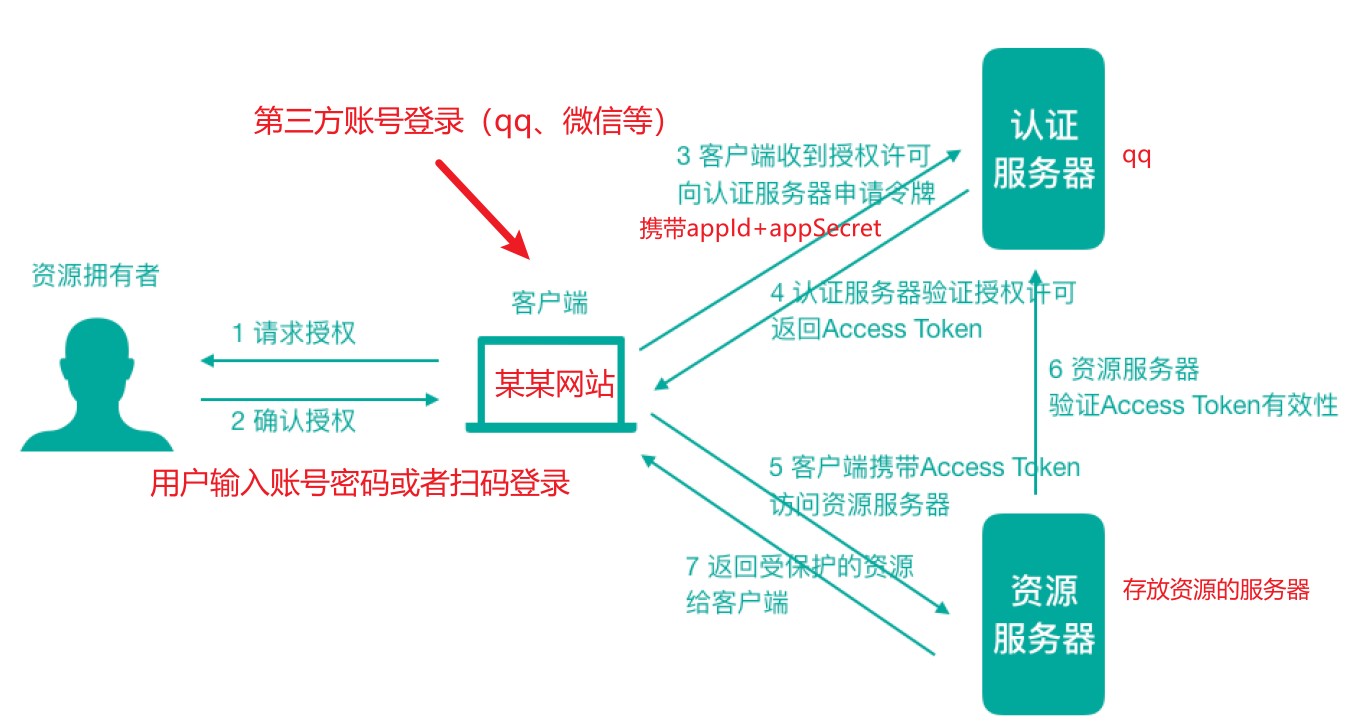 第三方账号登录（qq、微信等）
认证
服务器
qq
3 客户端收到授权许可
向认证服务器申请令牌
携带appId+appSecret
资源拥有者
客户端
4 认证服务器验证授权许可
返回Access Token
1 请求授权
某某网站
2 确认授权
6 资源服务器
验证Access Token有效性
用户输入账号密码或者扫码登录
5 客户端携带Access Token
访问资源服务器
7 返回受保护的资源
给客户端
资源
服务器
存放资源的服务器